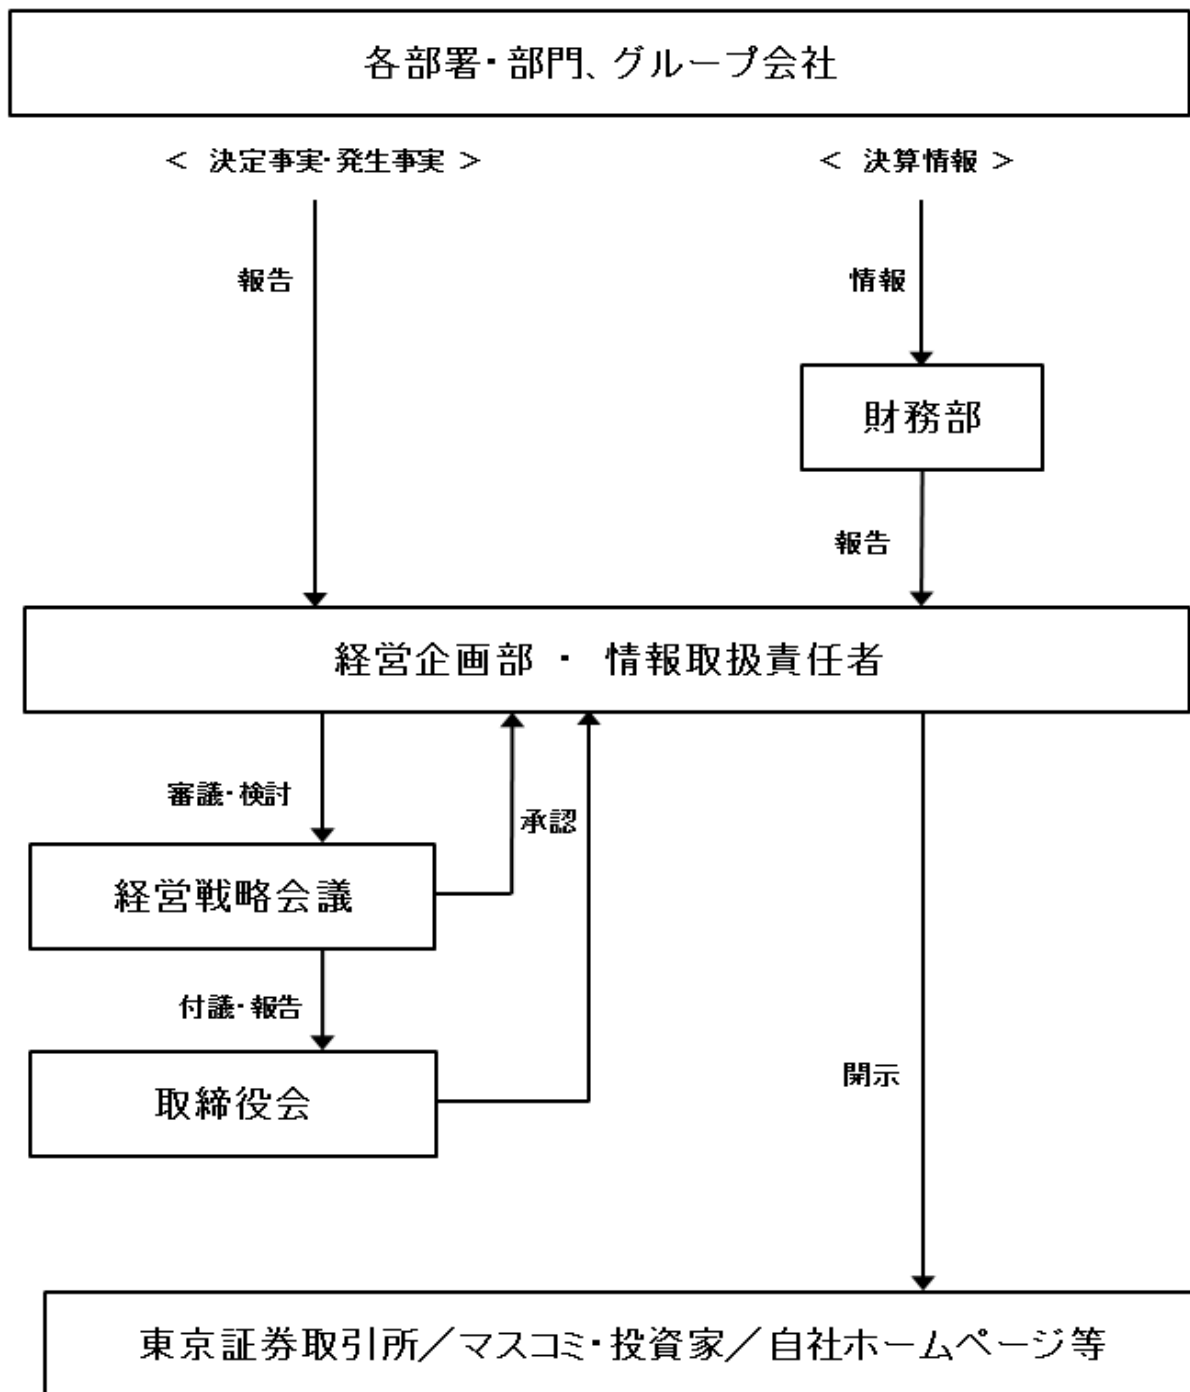 各部署・部門、グループ会社
＜ 決定事実・発生事実 ＞
＜ 決算情報 ＞
報告
情報
財務部
報告
経営企画部 ・ 情報取扱責任者
審議・検討
承認
経営戦略会議
付議・報告
取締役会
開示
東京証券取引所／マスコミ・投資家／自社ホームページ等